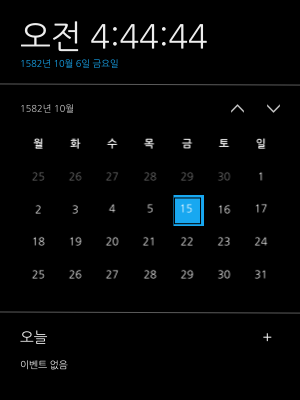 오전 4:44:44
1582년 10월 6일 금요일
1582년 10월
월 화 수 목 금 토 일
25 26 27 28 29 30 1
2 3 4 5 15 16 17
18 19 20 21 22 23 24
25 26 27 28 29 30 31
오늘 +
이벤트 없음